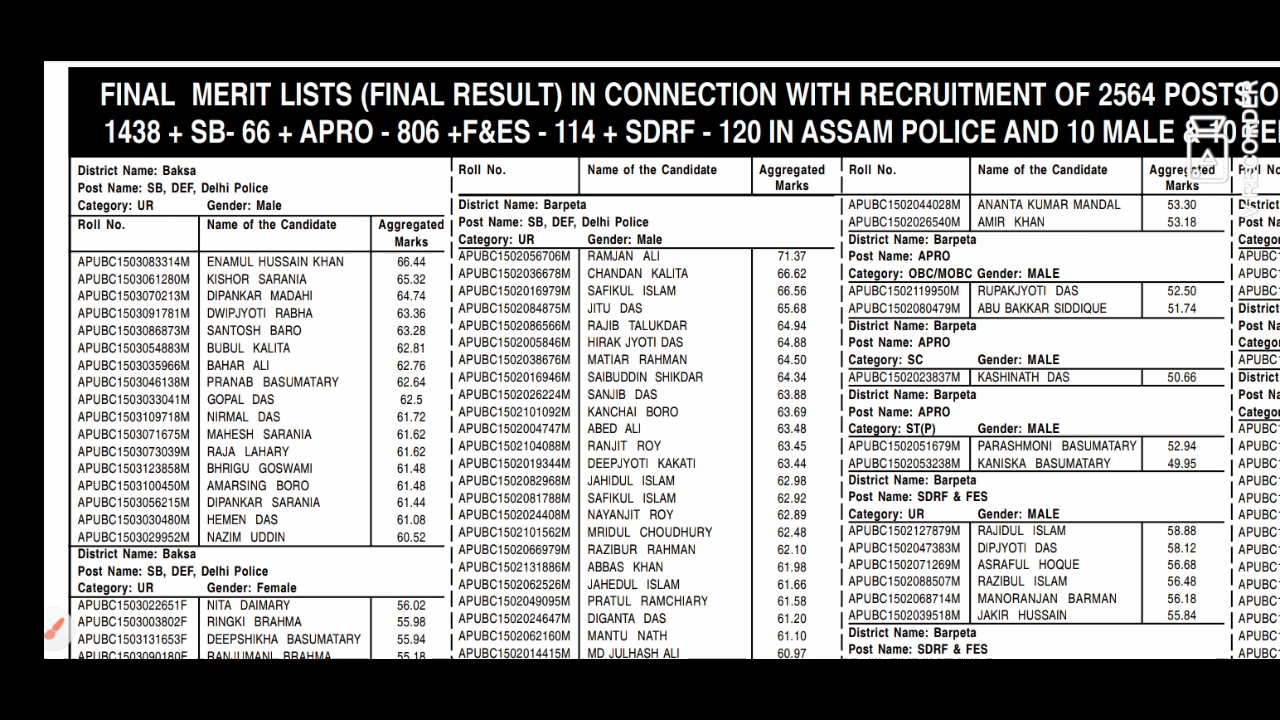 FINAL MERIT LISTS (FINAL RESULT) IN CONNECTION WITH RECRUITMENT OF 2564 POSTS
1438 + SB- 66 + APRO - 806 +F&ES - 114 + SDRF - 120 IN ASSAM POLICE AND 10 MALE & 10
District Name: Baksa
Post Name: SB, DEF, Delhi Police
Category: UR Gender: Male
Roll No. Name of the Candidate Aggregated Marks
APUBC1503083314M ENAMUL HUSSAIN KHAN 66.44
APUBC1503061280M KISHOR SARANIA 65.32
APUBC1503070213M DIPANKAR MADAHI 64.74
APUBC1503091781M DWIPJYOTI RABHA 63.36
APUBC1503086873M SANTOSH BARO 63.28
APUBC1503054883M BUBUL KALITA 62.81
APUBC1503035966M BAHAR ALI 62.76
APUBC1503046138M PRANAB BASUMATARY 62.64
APUBC1503033041M GOPAL DAS 62.5
APUBC1503109718M NIRMAL DAS 61.72
APUBC1503071675M MAHESH SARANIA 61.62
APUBC1503073039M RAJA LAHARY 61.62
APUBC1503123858M BHRIGU GOSWAMI 61.48
APUBC1503100450M AMARSING BORO 61.48
APUBC1503056215M DIPANKAR SARANIA 61.44
APUBC1503030480M HEMEN DAS 61.08
APUBC1503029952M NAZIM UDDIN 60.52
District Name: Baksa
Post Name: SB, DEF, Delhi Police
Category: UR Gender: Female
APUBC1503022651F NITA DAIMARY 56.02
APUBC1503003802F RINGKI BRAHMA 55.98
APUBC1503131653F DEEPSHIKHA BASUMATARY 55.94
APUBC1503090180F RANJUMANI BRAHMA 55.18
Roll No. Name of the Candidate Aggregated Marks
District Name: Barpeta
Post Name: SB, DEF, Delhi Police
Category: UR Gender: Male
APUBC1502056706M RAMJAN ALI 71.37
APUBC1502036678M CHANDAN KALITA 66.62
APUBC1502016979M SAFIKUL ISLAM 66.56
APUBC1502084875M JITU DAS 65.68
APUBC1502086566M RAJIB TALUKDAR 64.94
APUBC1502005846M HIRAK JYOTI DAS 64.88
APUBC1502038676M MATIAR RAHMAN 64.50
APUBC1502016946M SAIBUDDIN SHIKDAR 64.34
APUBC1502026224M SANJIB DAS 63.88
APUBC1502101092M KANCHAI BORO 63.69
APUBC1502004747M ABED ALI 63.48
APUBC1502104088M RANJIT ROY 63.45
APUBC1502019344M DEEPJYOTI KAKATI 63.44
APUBC1502082968M JAHIDUL ISLAM 62.98
APUBC1502081788M SAFIKUL ISLAM 62.92
APUBC1502024408M NAYANJIT ROY 62.89
APUBC1502101562M MRIDUL CHOUDHURY 62.48
APUBC1502066979M RAZIBUR RAHMAN 62.10
APUBC1502131886M ABBAS KHAN 61.98
APUBC1502062526M JAHEDUL ISLAM 61.66
APUBC1502049095M PRATUL RAMCHIARY 61.58
APUBC1502024647M DIGANTA DAS 61.20
APUBC1502062160M MANTU NATH 61.10
APUBC1502014415M MD JULHASH ALI 60.97
Roll No. Name of the Candidate Aggregated Marks
APUBC1502044028M ANANTA KUMAR MANDAL 53.30
APUBC1502026540M AMIR KHAN 53.18
District Name: Barpeta
Post Name: APRO
Category: OBC/MOBC Gender: MALE
APUBC1502119950M RUPAKJYOTI DAS 52.50
APUBC1502080479M ABU BAKKAR SIDDIQUE 51.74
District Name: Barpeta
Post Name: APRO
Category: SC Gender: MALE
APUBC1502023837M KASHINATH DAS 50.66
District Name: Barpeta
Post Name: APRO
Category: ST(P) Gender: MALE
APUBC1502051679M PARASHMONI BASUMATARY 52.94
APUBC1502053238M KANISKA BASUMATARY 49.95
District Name: Barpeta
Post Name: SDRF & FES
Category: UR Gender: MALE
APUBC1502127879M RAJIDUL ISLAM 58.88
APUBC1502047383M DIPJYOTI DAS 58.12
APUBC1502071269M ASRAFUL HOQUE 56.68
APUBC1502088507M RAZIBUL ISLAM 56.48
APUBC1502068714M MANORANJAN BARMAN 56.18
APUBC1502039518M JAKIR HUSSAIN 55.84
District Name: Barpeta
Post Name: SDRF & FES